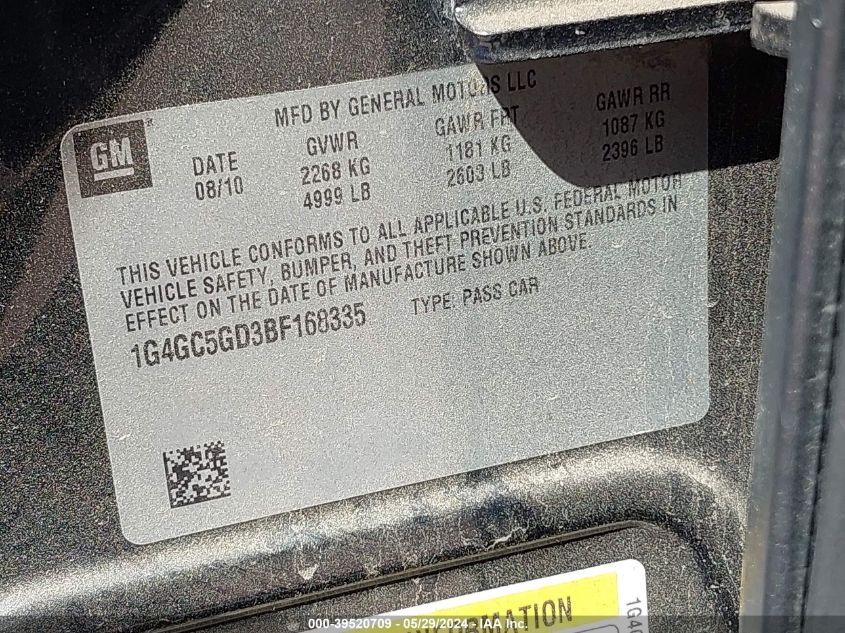 MFD BY GENERAL MOTORS LLC
GM
DATE GVWR GAWR FRT GAWR RR
08/10 2268 KG 1181 KG 1087 KG
4999 LB 2603 LB 2396 LB
THIS VEHICLE CONFORMS TO ALL APPLICABLE U.S. FEDERAL MOTOR
VEHICLE SAFETY, BUMPER, AND THEFT PREVENTION STANDARDS IN
EFFECT ON THE DATE OF MANUFACTURE SHOWN ABOVE.
1G4GC5GD3BF168335 TYPE: PASS CAR
INFORMATION
1G4G
000-39520709 - 05/29/2024 - IAA Inc.